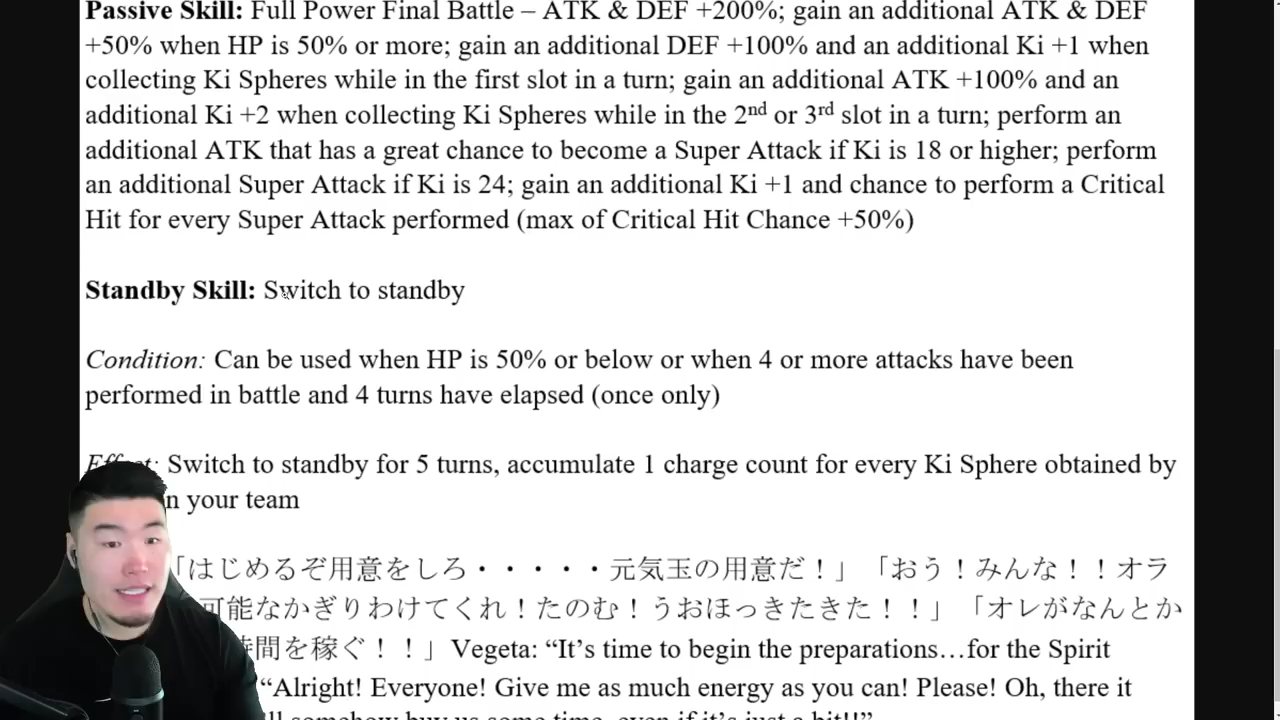 Passive Skill: Full Power Final Battle – ATK & DEF +200%; gain an additional ATK & DEF
+50% when HP is 50% or more; gain an additional DEF +100% and an additional Ki +1 when
collecting Ki Spheres while in the first slot in a turn; gain an additional ATK +100% and an
additional Ki +2 when collecting Ki Spheres while in the 2nd or 3rd slot in a turn; perform an
additional ATK that has a great chance to become a Super Attack if Ki is 18 or higher; perform
an additional Super Attack if Ki is 24; gain an additional Ki +1 and chance to perform a Critical
Hit for every Super Attack performed (max of Critical Hit Chance +50%)
Standby Skill: Switch to standby
Condition: Can be used when HP is 50% or below or when 4 or more attacks have been
performed in battle and 4 turns have elapsed (once only)
Effect: Switch to standby for 5 turns, accumulate 1 charge count for every Ki Sphere obtained by
n your team
「はじめるぞ用意をしろ・・・・・元気玉の用意だ！」「おう！みんな！！オラ
可能なかぎりわけてくれ！たのむ！うおほっきたきた！！」「オレがなんとか
時間を稼ぐ！！」Vegeta: “It’s time to begin the preparations…for the Spirit
“Alright! Everyone! Give me as much energy as you can! Please! Oh, there it
ll somehow buy us some time, even if it’s just a bit!!”